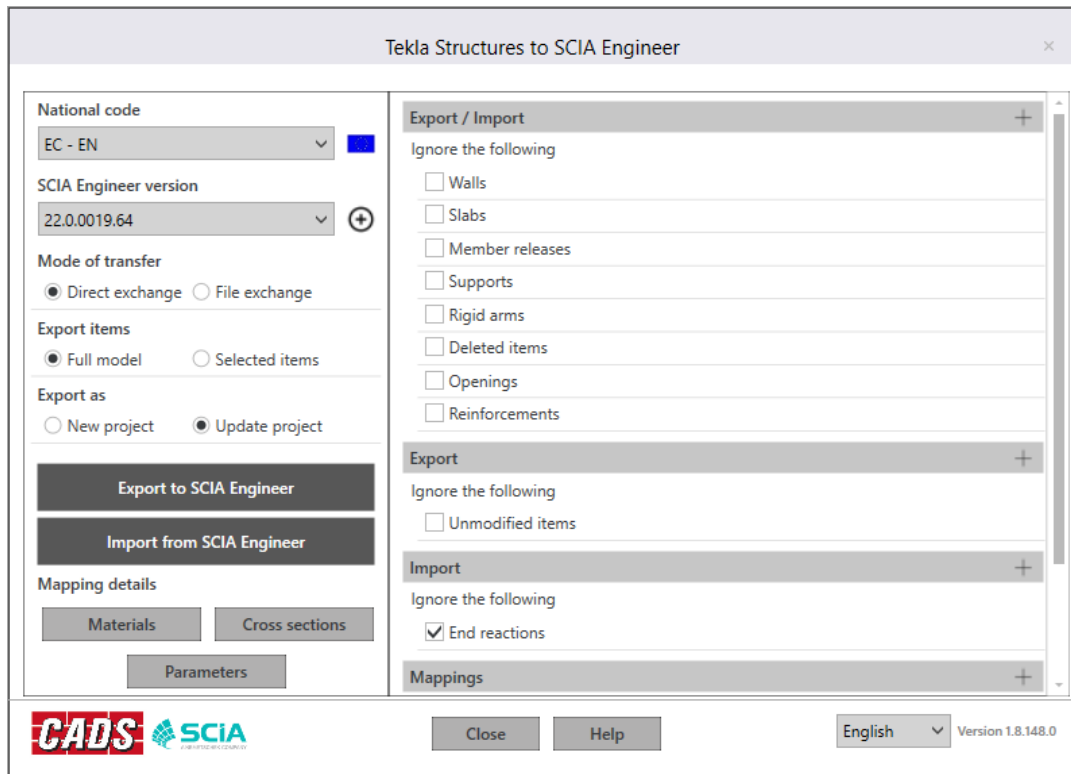 Tekla Structures to SCIA Engineer
National code
EC - EN
SCIA Engineer version
22.0.0019.64
Mode of transfer
Direct exchange
File exchange
Export items
Full model
Selected items
Export as
New project
Update project
Export to SCIA Engineer
Import from SCIA Engineer
Mapping details
Materials
Cross sections
Parameters
Export / Import
Ignore the following
Walls
Slabs
Member releases
Supports
Rigid arms
Deleted items
Openings
Reinforcements
Export
Ignore the following
Unmodified items
Import
Ignore the following
End reactions
Mappings
CADS
SCiA
Close
Help
English
Version 1.8.148.0